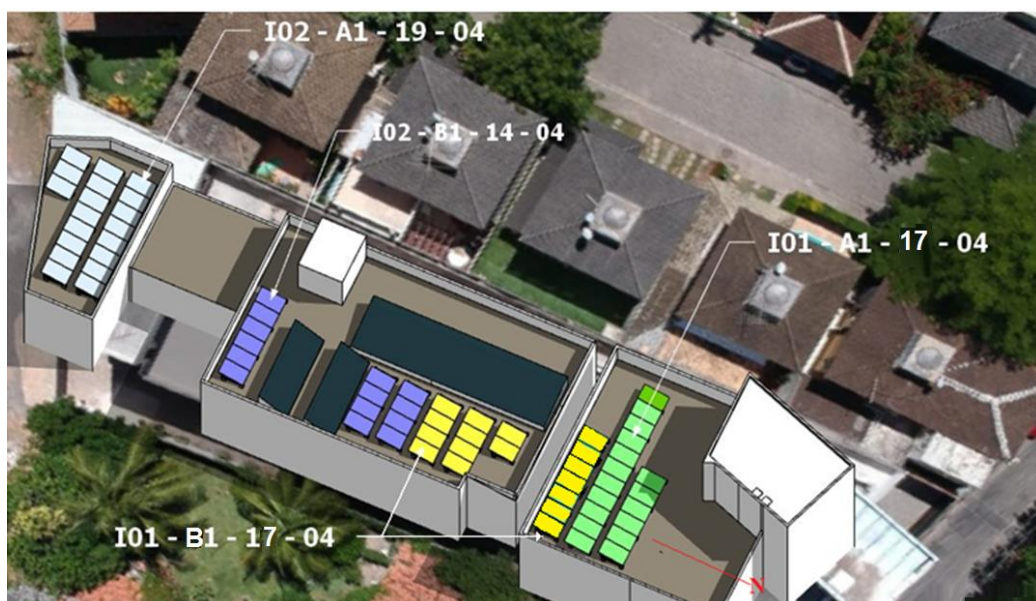 I02 - A1 - 19 - 04
I02 - B1 - 14 - 04
I01 - A1 - 17 - 04
I01 - B1 - 17 - 04
N